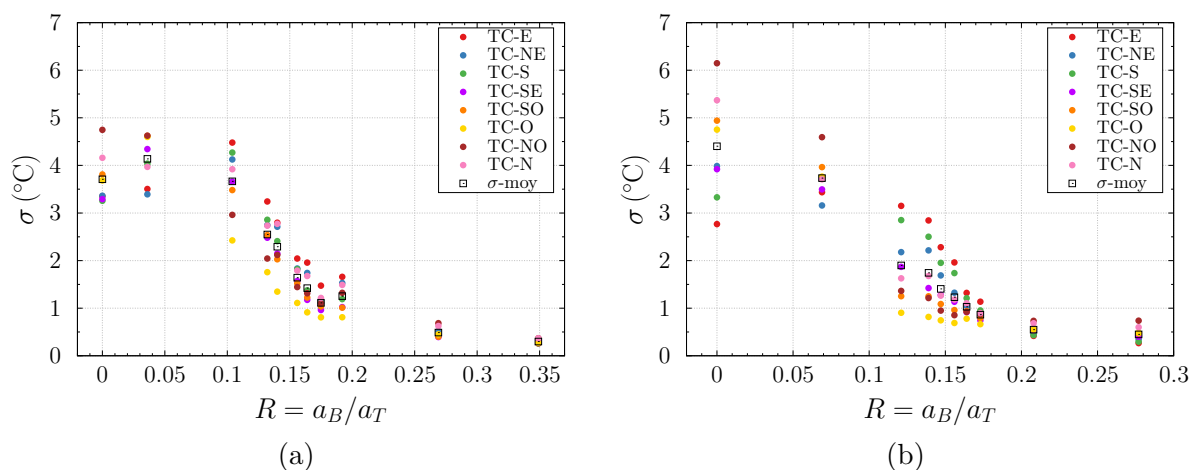 7
6
5
4
3
2
1
0
σ (°C)
0
0.05
0.1
0.15
0.2
0.25
0.3
0.35
R = a_B/a_T
TC-E
TC-NE
TC-S
TC-SE
TC-SO
TC-O
TC-NO
TC-N
σ-moy
(a)
7
6
5
4
3
2
1
0
σ (°C)
0
0.05
0.1
0.15
0.2
0.25
0.3
R = a_B/a_T
TC-E
TC-NE
TC-S
TC-SE
TC-SO
TC-O
TC-NO
TC-N
σ-moy
(b)